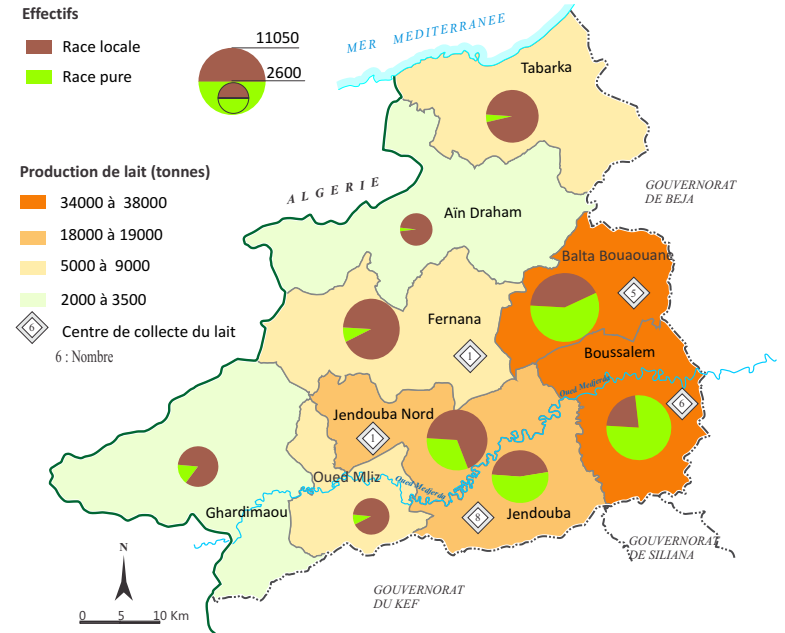 Effectifs
Race locale
Race pure
11050
2600
Production de lait (tonnes)
34000 à 38000
18000 à 19000
5000 à 9000
2000 à 3500
6
Centre de collecte du lait
6 : Nombre
MER MEDITERRANEE
ALGERIE
Tabarka
GOUVERNORAT
DE BEJA
Aïn Draham
Balta Bouaouane
5
Fernana
1
Boussalem
Oued Medjerda
6
Jendouba Nord
1
Oued Mliz
Oued Medjerda
8
Jendouba
Ghardimaou
GOUVERNORAT
DE SILIANA
GOUVERNORAT
DU KEF
N
0 5 10 Km